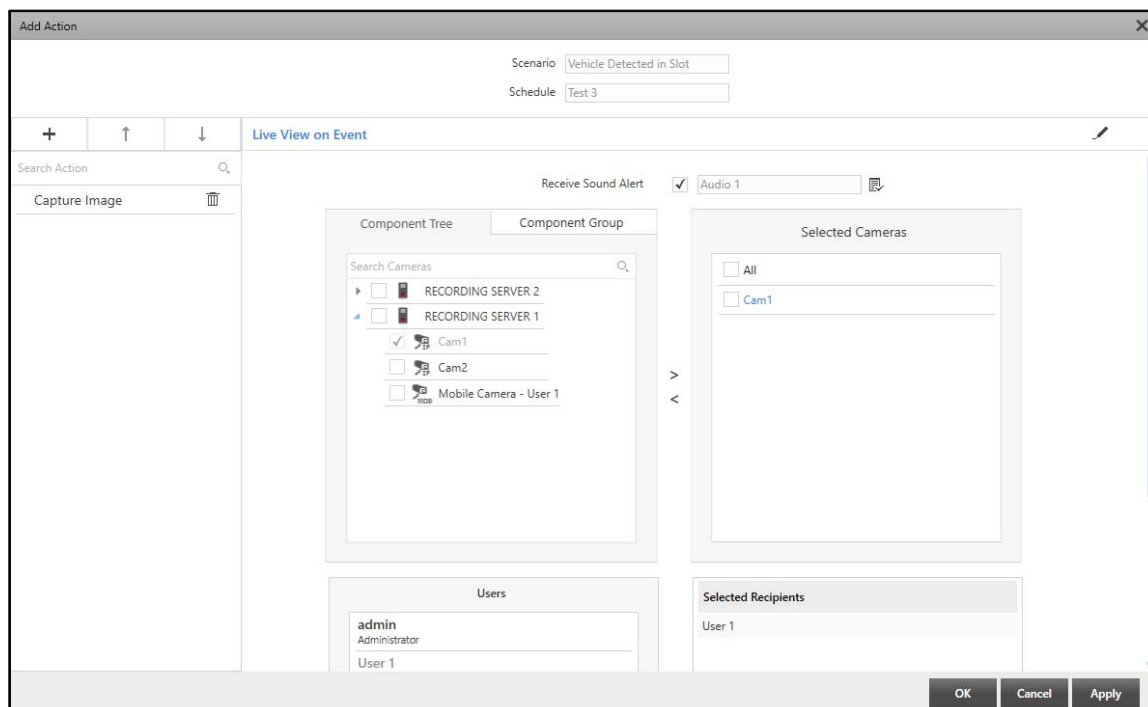 Add Action
Scenario Vehicle Detected in Slot
Schedule Test 3
Live View on Event
Search Action
Capture Image
Receive Sound Alert Audio 1
Component Tree Component Group
Search Cameras
RECORDING SERVER 2
RECORDING SERVER 1
Cam1
Cam2
Mobile Camera - User 1
Selected Cameras
All
Cam1
Users
admin
Administrator
User 1
Selected Recipients
User 1
OK Cancel Apply